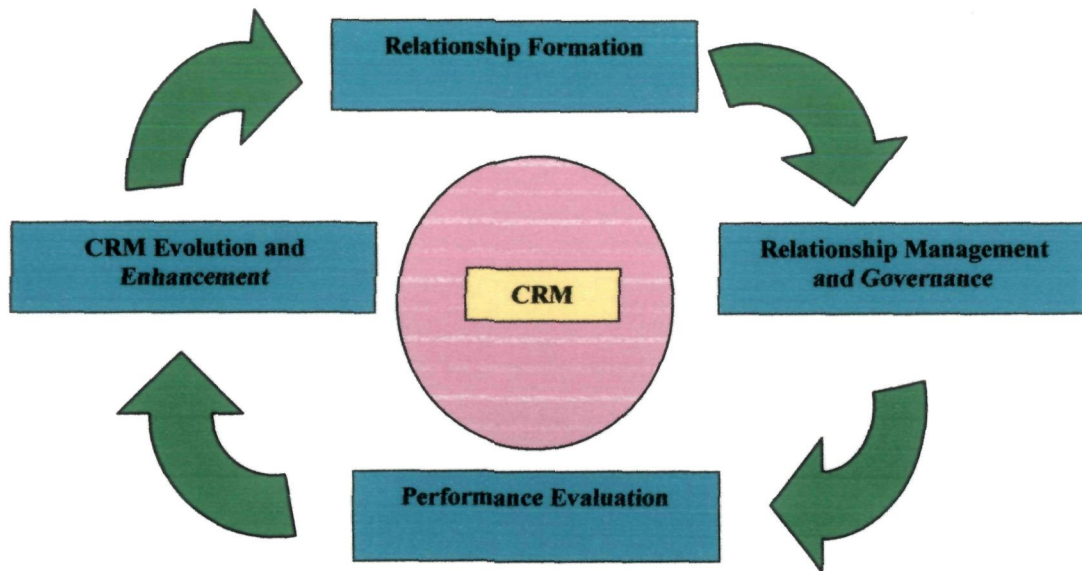 Relationship Formation
CRM Evolution and
Enhancement
Relationship Management
and Governance
CRM
Performance Evaluation